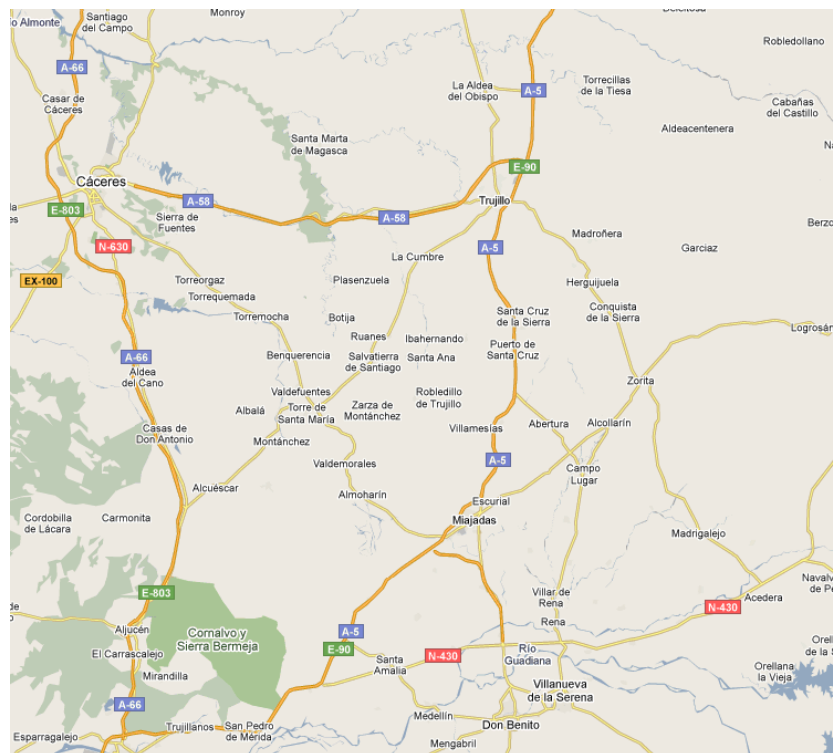 Río Almonte
Santiago
del Campo
Monroy
Deleitosa
Robledollano
A-66
A-5
La Aldea
del Obispo
Torrecillas
de la Tiesa
Casar de
Cáceres
Cabañas
del Castillo
Aldeacentenera
Santa Marta
de Magasca
E-90
Cáceres
A-58
Trujillo
E-803
A-58
Sierra de
Fuentes
N-630
A-5
Madroñera
Garciaz
La Cumbre
EX-100
Torreorgaz
Plasenzuela
Herguijuela
Torrequemada
Torremocha
Botija
Santa Cruz
de la Sierra
Conquista
de la Sierra
Logrosán
Ruanes
Ibahernando
Puerto de
Santa Cruz
A-66
Benquerencia
Salvatierra
de Santiago
Santa Ana
Aldea
del Cano
Zorita
Valdefuentes
Robledillo
de Trujillo
Albalá
Torre de
Santa María
Zarza de
Montánchez
Casas de
Don Antonio
Montánchez
Villamesías
Abertura
Alcollarín
A-5
Valdemorales
Campo
Lugar
Alcuéscar
Almoharín
Escurial
Cordobilla
de Lácara
Carmonita
Miajadas
Madrigalejo
E-803
Villar de
Rena
Acedera
N-430
Rena
Aljucén
Cornalvo y
Sierra Bermeja
A-5
E-90
El Carrascalejo
Santa
Amalia
N-430
Río
Guadiana
Mirandilla
Orellana
la Vieja
Villanueva
de la Serena
A-66
Trujillanos
San Pedro
de Mérida
Medellín
Don Benito
Esparragalejo
Mengabril